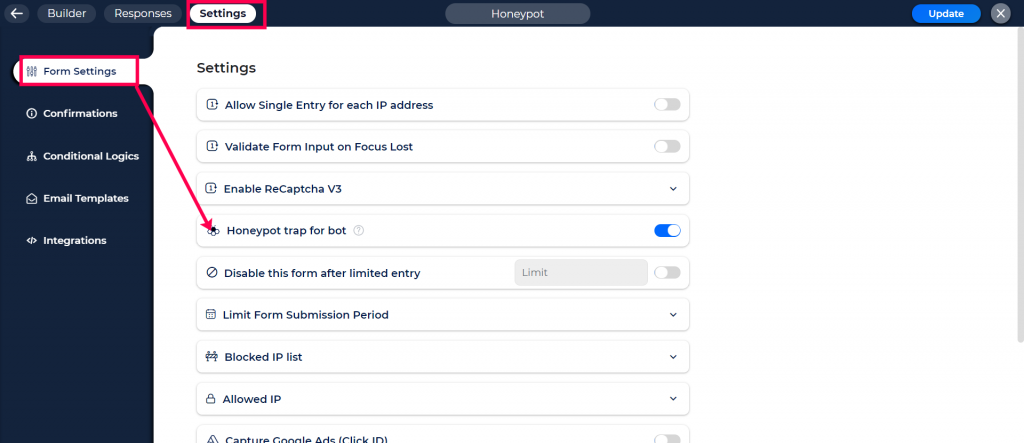 Builder Responses Settings Honeypot Update
Form Settings
Confirmations
Conditional Logics
Email Templates
Integrations
Settings
Allow Single Entry for each IP address
Validate Form Input on Focus Lost
Enable ReCaptcha V3
Honeypot trap for bot ?
Disable this form after limited entry Limit
Limit Form Submission Period
Blocked IP list
Allowed IP
Capture Google Ads (Click ID)